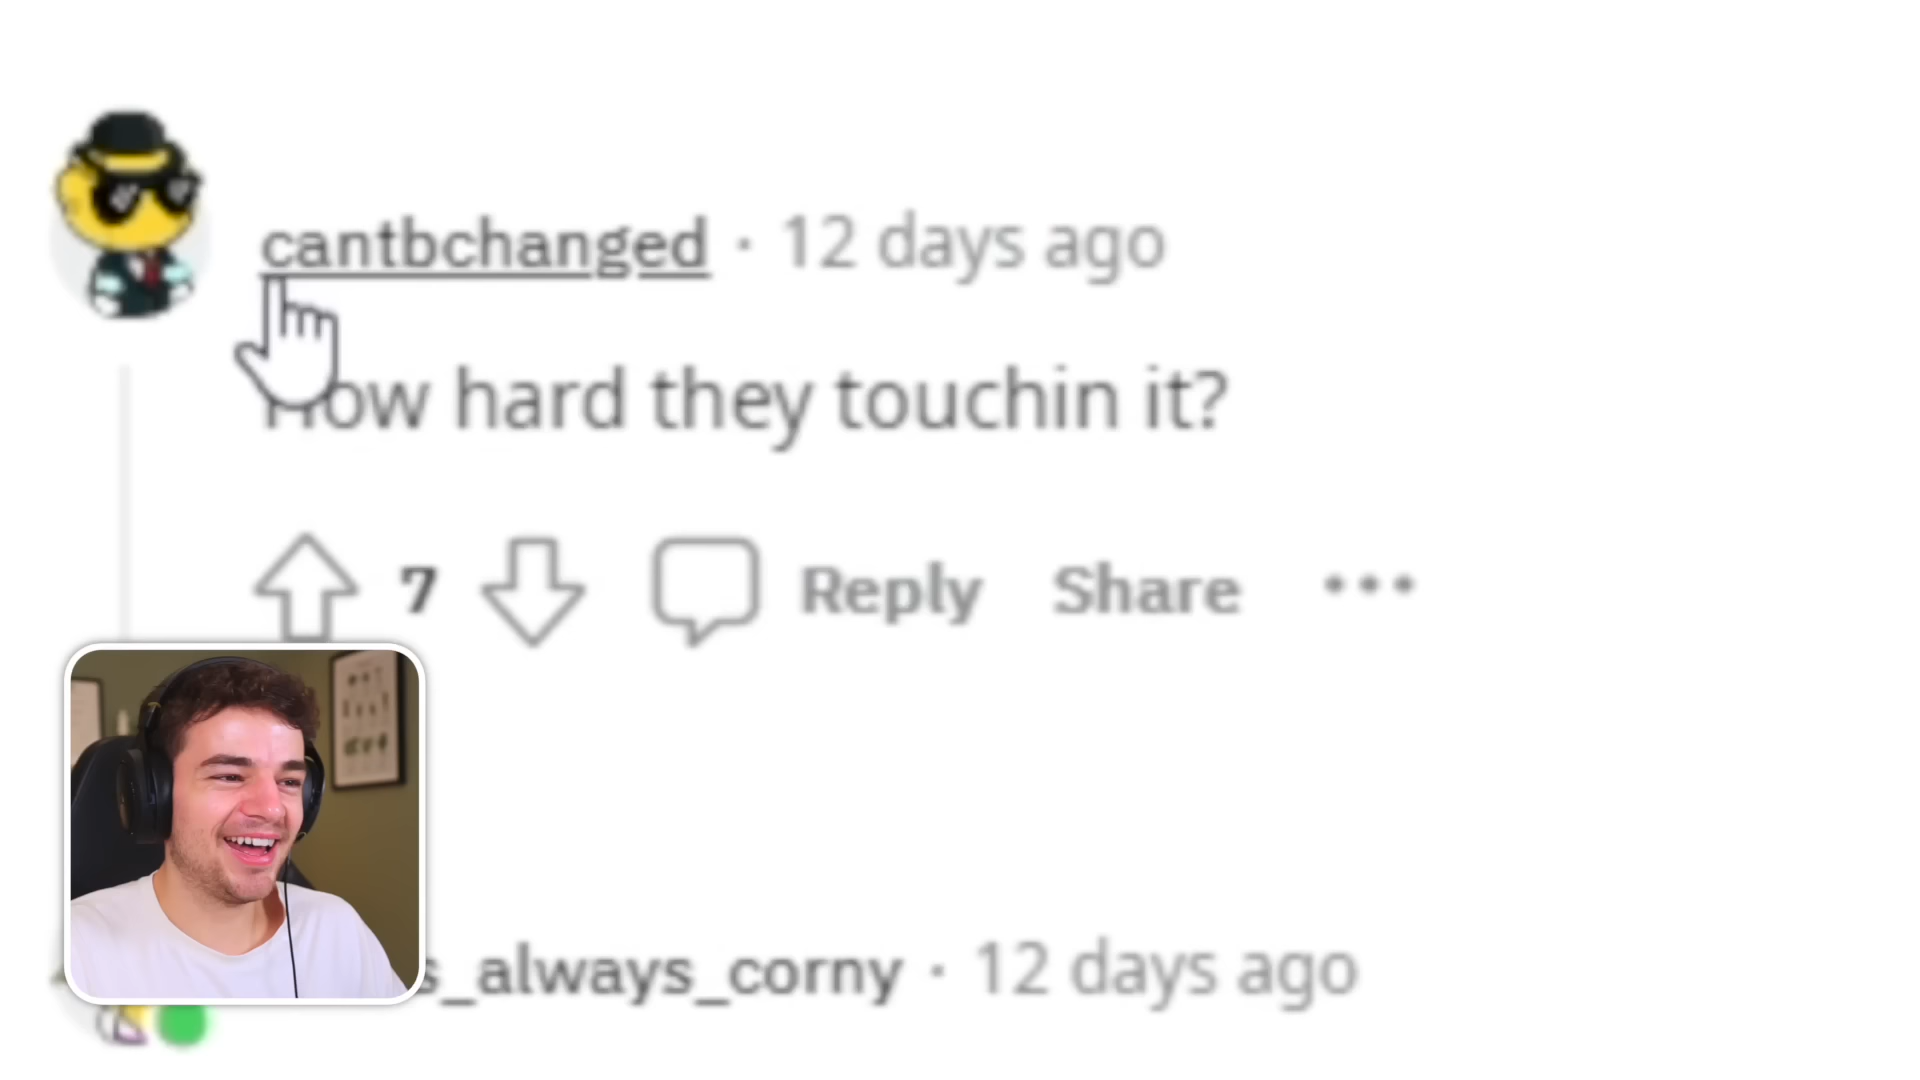 cantbchanged · 12 days ago
How hard they touchin it?
7 Reply Share
s_always_corny · 12 days ago